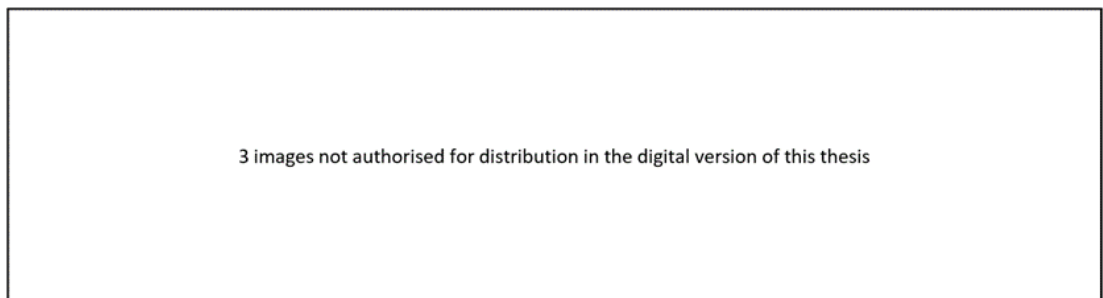 3 images not authorised for distribution in the digital version of this thesis